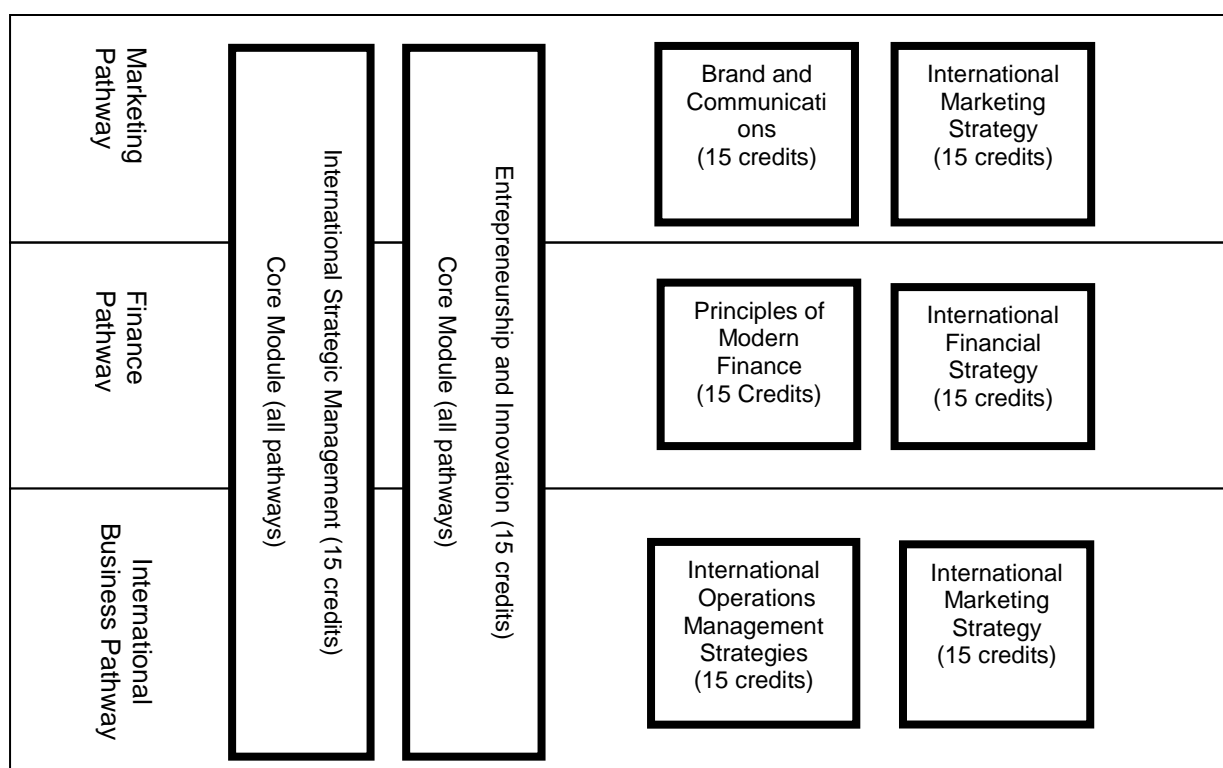 Marketing
Pathway
International Strategic Management (15 credits)
Core Module (all pathways)
Entrepreneurship and Innovation (15 credits)
Core Module (all pathways)
Brand and
Communicati
ons
(15 credits)
International
Marketing
Strategy
(15 credits)
Finance
Pathway
Principles of
Modern
Finance
(15 Credits)
International
Financial
Strategy
(15 credits)
International
Business Pathway
International
Operations
Management
Strategies
(15 credits)
International
Marketing
Strategy
(15 credits)